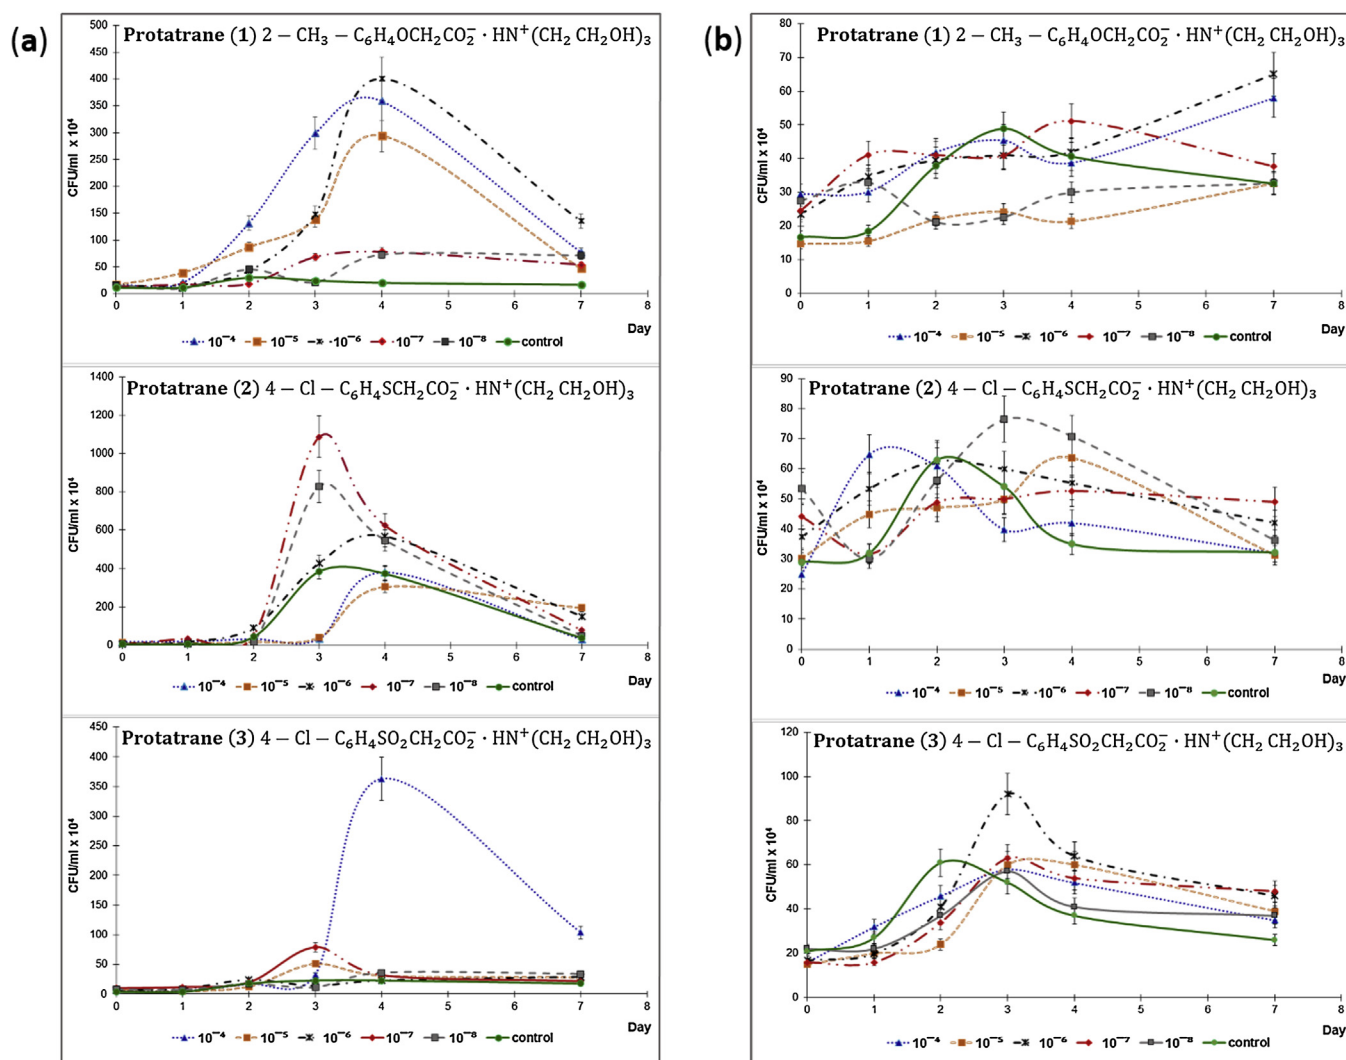 (a)
Protatrane (1) 2 − CH₃ − C₆H₄OCH₂CO₂⁻ · HN⁺(CH₂ CH₂OH)₃
CFU/ml x 10⁴
500
450
400
350
300
250
200
150
100
50
0
0 1 2 3 4 5 6 7 8
Day
10⁻⁴ 10⁻⁵ 10⁻⁶ 10⁻⁷ 10⁻⁸ control
Protatrane (2) 4 − Cl − C₆H₄SCH₂CO₂⁻ · HN⁺(CH₂ CH₂OH)₃
CFU/ml x 10⁴
1400
1200
1000
800
600
400
200
0
0 1 2 3 4 5 6 7 8
Day
10⁻⁴ 10⁻⁵ 10⁻⁶ 10⁻⁷ 10⁻⁸ control
Protatrane (3) 4 − Cl − C₆H₄SO₂CH₂CO₂⁻ · HN⁺(CH₂ CH₂OH)₃
CFU/ml x 10⁴
450
400
350
300
250
200
150
100
50
0
0 1 2 3 4 5 6 7 8
Day
10⁻⁴ 10⁻⁵ 10⁻⁶ 10⁻⁷ 10⁻⁸ control
(b)
Protatrane (1) 2 − CH₃ − C₆H₄OCH₂CO₂⁻ · HN⁺(CH₂ CH₂OH)₃
CFU/ml x 10⁴
80
70
60
50
40
30
20
10
0
0 1 2 3 4 5 6 7 8
Day
10⁻⁴ 10⁻⁵ 10⁻⁶ 10⁻⁷ 10⁻⁸ control
Protatrane (2) 4 − Cl − C₆H₄SCH₂CO₂⁻ · HN⁺(CH₂ CH₂OH)₃
CFU/ml x 10⁴
90
80
70
60
50
40
30
20
10
0
0 1 2 3 4 5 6 7 8
Day
10⁻⁴ 10⁻⁵ 10⁻⁶ 10⁻⁷ 10⁻⁸ control
Protatrane (3) 4 − Cl − C₆H₄SO₂CH₂CO₂⁻ · HN⁺(CH₂ CH₂OH)₃
CFU/ml x 10⁴
120
100
80
60
40
20
0
0 1 2 3 4 5 6 7 8
Day
10⁻⁴ 10⁻⁵ 10⁻⁶ 10⁻⁷ 10⁻⁸ control